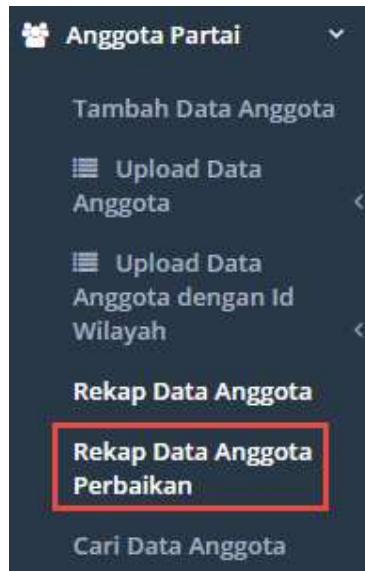 Anggota Partai
Tambah Data Anggota
Upload Data
Anggota
Upload Data
Anggota dengan Id
Wilayah
Rekap Data Anggota
Rekap Data Anggota
Perbaikan
Cari Data Anggota